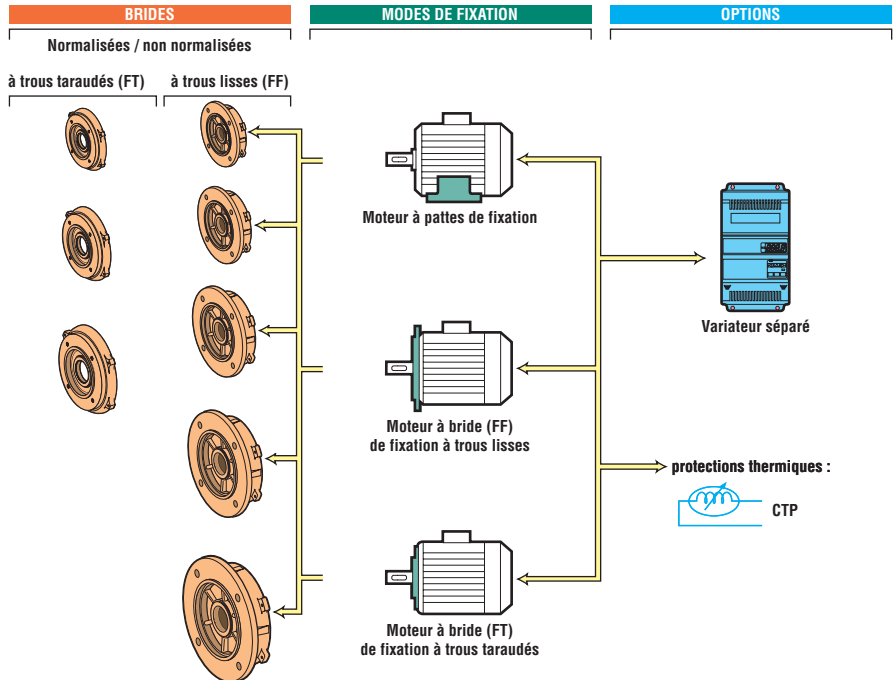 BRIDES
MODES DE FIXATION
OPTIONS
Normalisées / non normalisées
à trous taraudés (FT)
à trous lisses (FF)
Moteur à pattes de fixation
Variateur séparé
Moteur à bride (FF)
de fixation à trous lisses
protections thermiques :
CTP
Moteur à bride (FT)
de fixation à trous taraudés